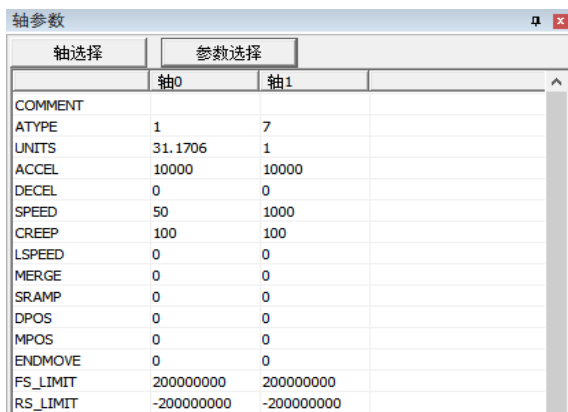 轴参数
轴选择 参数选择
轴0 轴1
COMMENT
ATYPE 1 7
UNITS 31.1706 1
ACCEL 10000 10000
DECEL 0 0
SPEED 50 1000
CREEP 100 100
LSPEED 0 0
MERGE 0 0
SRAMP 0 0
DPOS 0 0
MPOS 0 0
ENDMOVE 0 0
FS_LIMIT 200000000 200000000
RS_LIMIT -200000000 -200000000